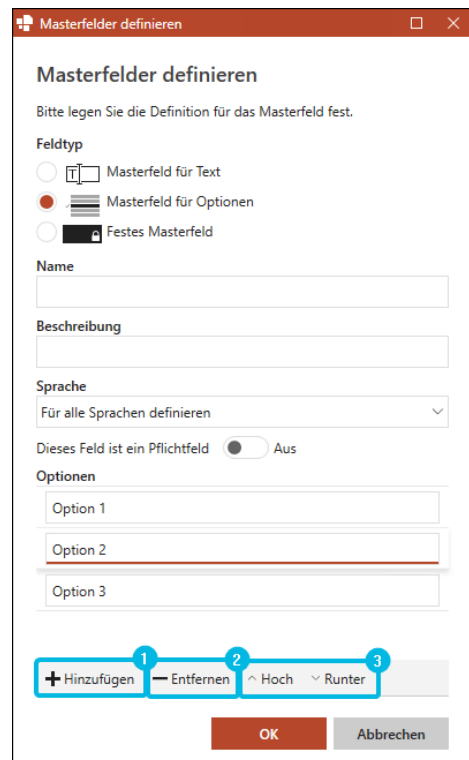 Masterfelder definieren
Masterfelder definieren
Bitte legen Sie die Definition für das Masterfeld fest.
Feldtyp
T Masterfeld für Text
Masterfeld für Optionen
Festes Masterfeld
Name
Beschreibung
Sprache
Für alle Sprachen definieren
Dieses Feld ist ein Pflichtfeld Aus
Optionen
Option 1
Option 2
Option 3
1 2 3
Hinzufügen Entfernen Hoch Runter
OK Abbrechen